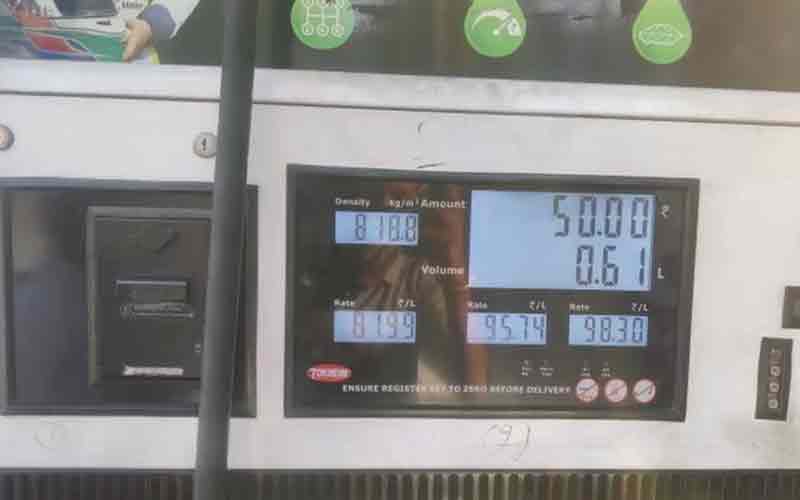 Density kg/m³ Amount
818.8 50.00 ₹
Volume 0.61 L
Rate ₹/L Rate ₹/L Rate ₹/L
81.99 95.74 98.30
TOKHEIM
ENSURE REGISTER SET TO ZERO BEFORE DELIVERY
(9)